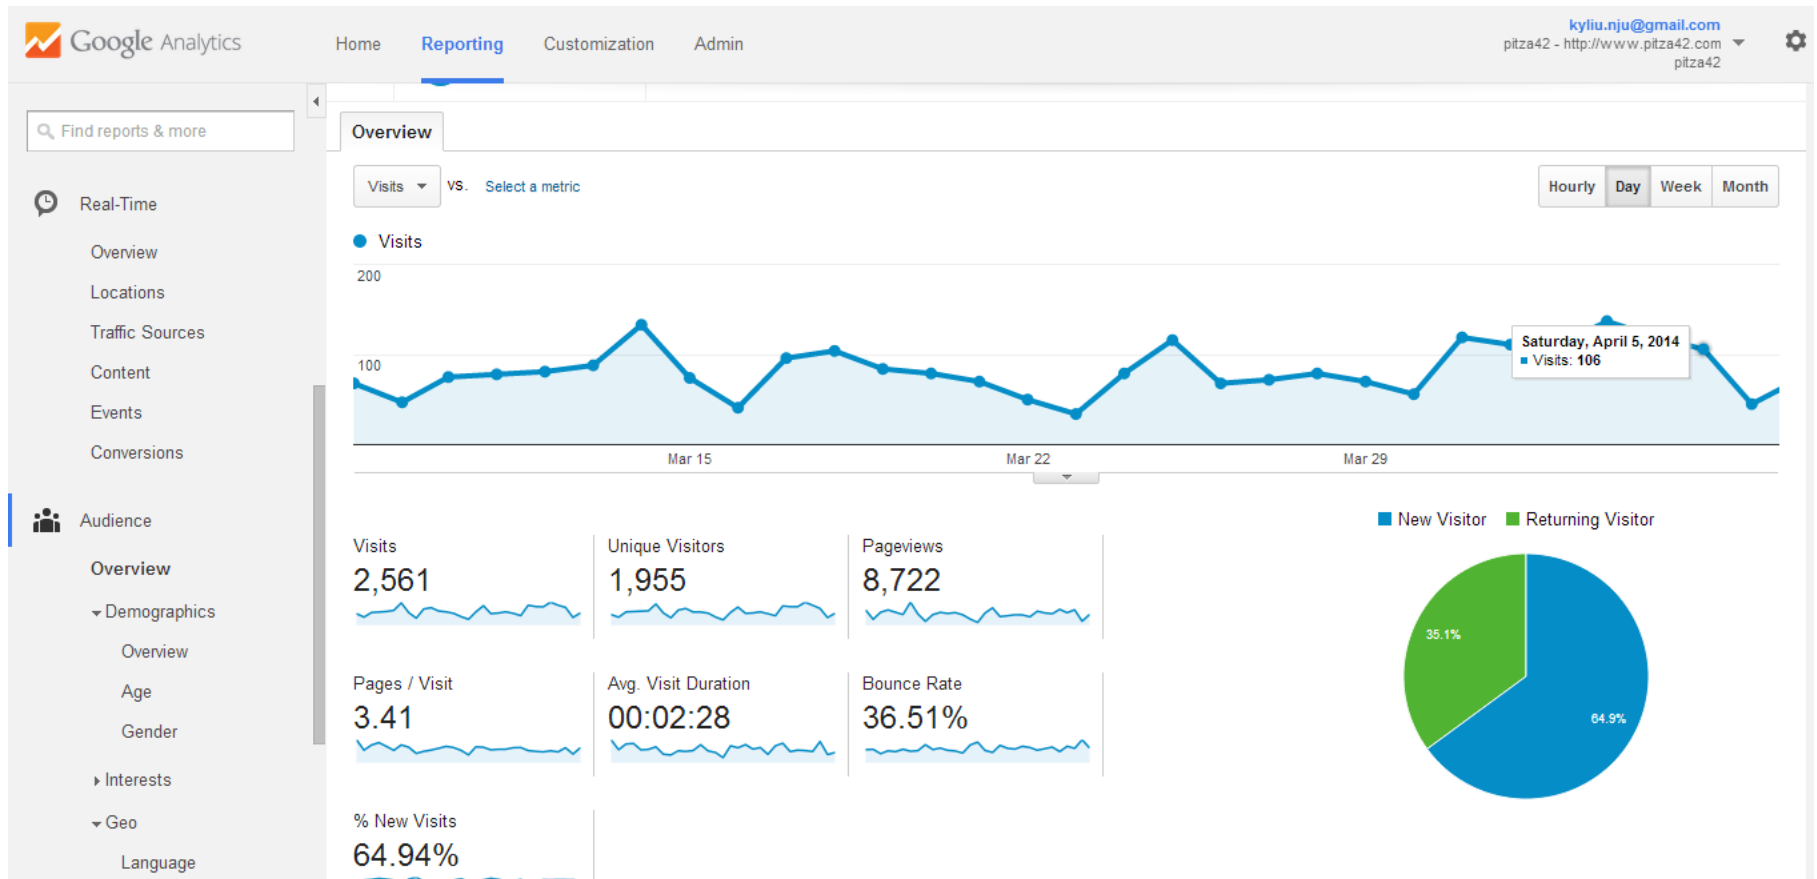 Google Analytics
Home
Reporting
Customization
Admin
kyliu.nju@gmail.com
pitza42 - http://www.pitza42.com
pitza42
Find reports & more
Real-Time
Overview
Locations
Traffic Sources
Content
Events
Conversions
Audience
Overview
Demographics
Overview
Age
Gender
Interests
Geo
Language
Overview
Visits
VS.
Select a metric
Hourly
Day
Week
Month
Visits
200
100
Saturday, April 5, 2014
Visits: 106
Mar 15
Mar 22
Mar 29
Visits
2,561
Unique Visitors
1,955
Pageviews
8,722
Pages / Visit
3.41
Avg. Visit Duration
00:02:28
Bounce Rate
36.51%
% New Visits
64.94%
New Visitor
Returning Visitor
35.1%
64.9%